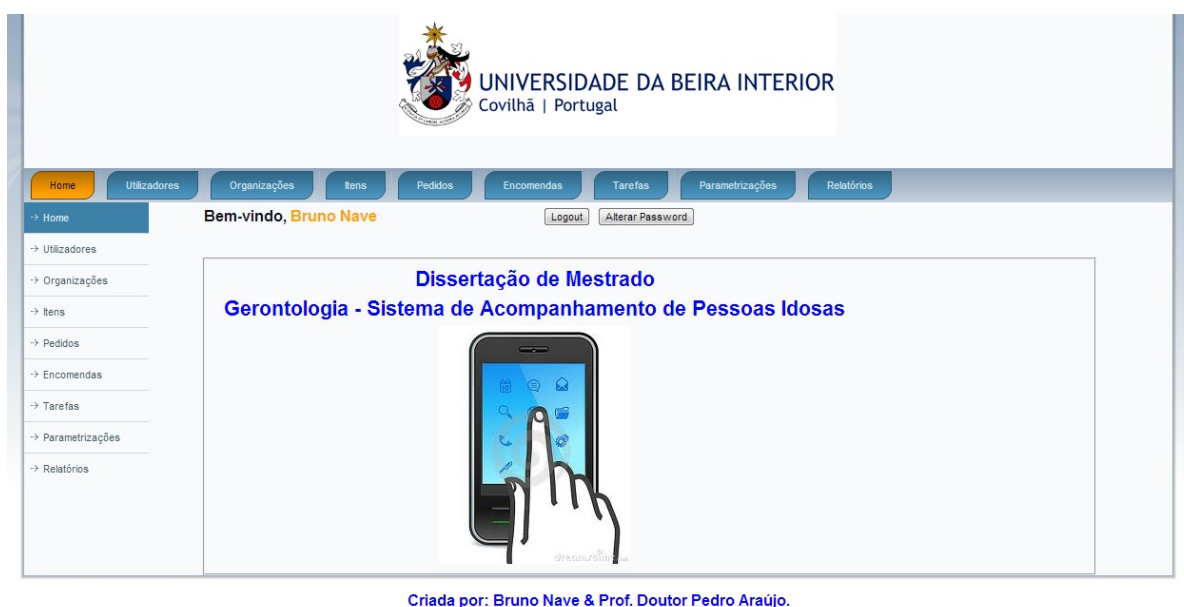 UNIVERSIDADE DA BEIRA INTERIOR
Covilhã | Portugal
Home Utilizadores Organizações Itens Pedidos Encomendas Tarefas Parametrizações Relatórios
Bem-vindo, Bruno Nave Logout Alterar Password
Home
Utilizadores
Organizações
Itens
Pedidos
Encomendas
Tarefas
Parametrizações
Relatórios
Dissertação de Mestrado
Gerontologia - Sistema de Acompanhamento de Pessoas Idosas
Criada por: Bruno Nave & Prof. Doutor Pedro Araújo.